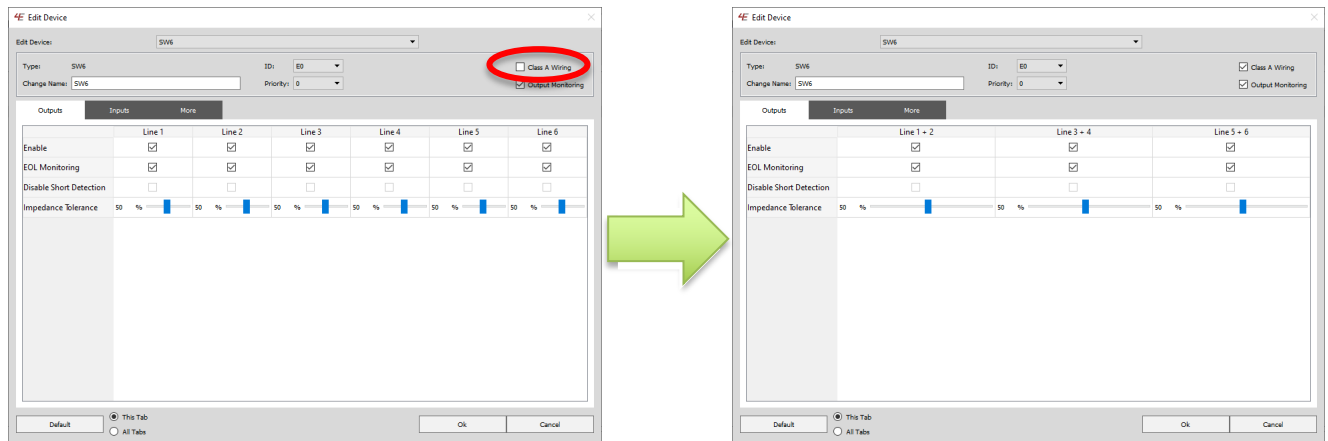 4E Edit Device
Edit Device: SW6
Type: SW6 ID: E0 Class A Wiring
Change Name: SW6 Priority: 0 Output Monitoring
Outputs Inputs More
Line 1 Line 2 Line 3 Line 4 Line 5 Line 6
Enable
EOL Monitoring
Disable Short Detection
Impedance Tolerance 50 % 50 % 50 % 50 % 50 % 50 %
Default This Tab Ok Cancel
All Tabs
4E Edit Device
Edit Device: SW6
Type: SW6 ID: E0 Class A Wiring
Change Name: SW6 Priority: 0 Output Monitoring
Outputs Inputs More
Line 1 + 2 Line 3 + 4 Line 5 + 6
Enable
EOL Monitoring
Disable Short Detection
Impedance Tolerance 50 % 50 % 50 %
Default This Tab Ok Cancel
All Tabs